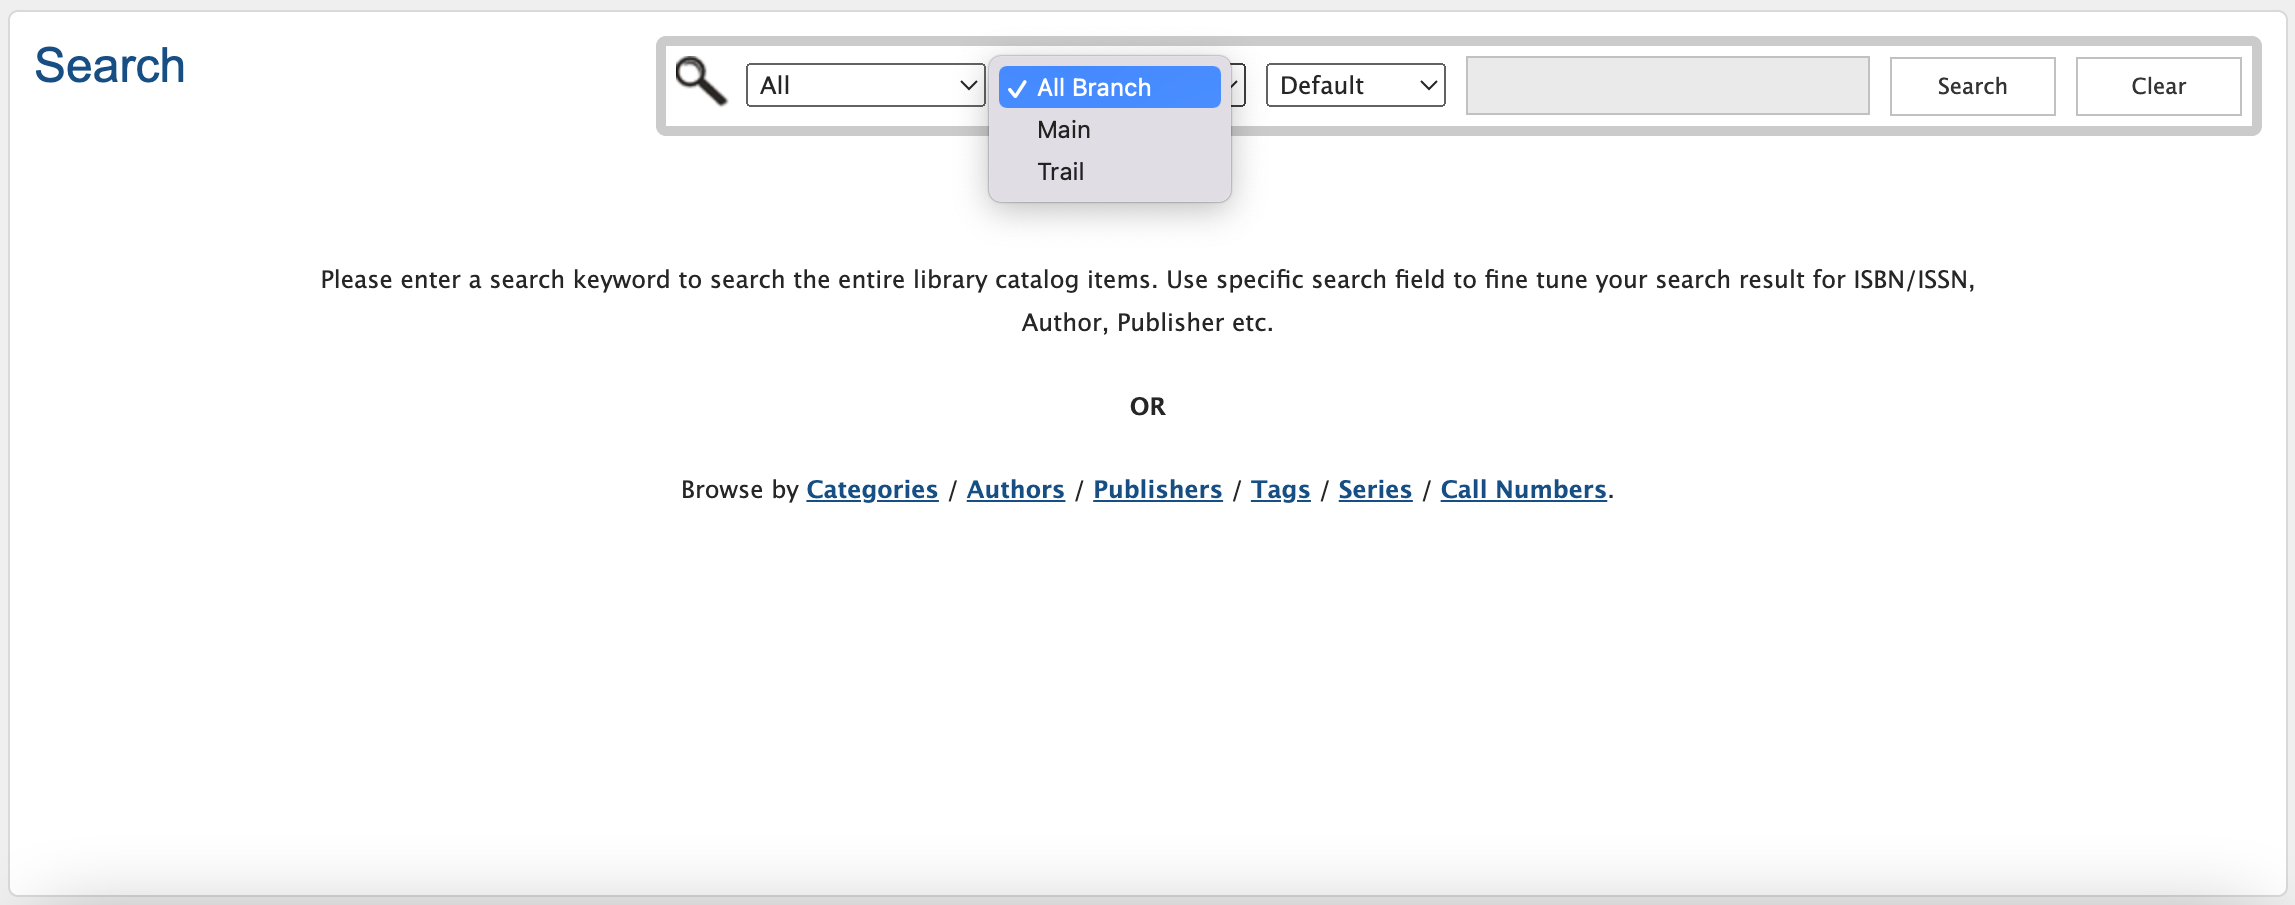 Search
All
All Branch
Main
Trail
Default
Search
Clear
Please enter a search keyword to search the entire library catalog items. Use specific search field to fine tune your search result for ISBN/ISSN,
Author, Publisher etc.
OR
Browse by Categories / Authors / Publishers / Tags / Series / Call Numbers.